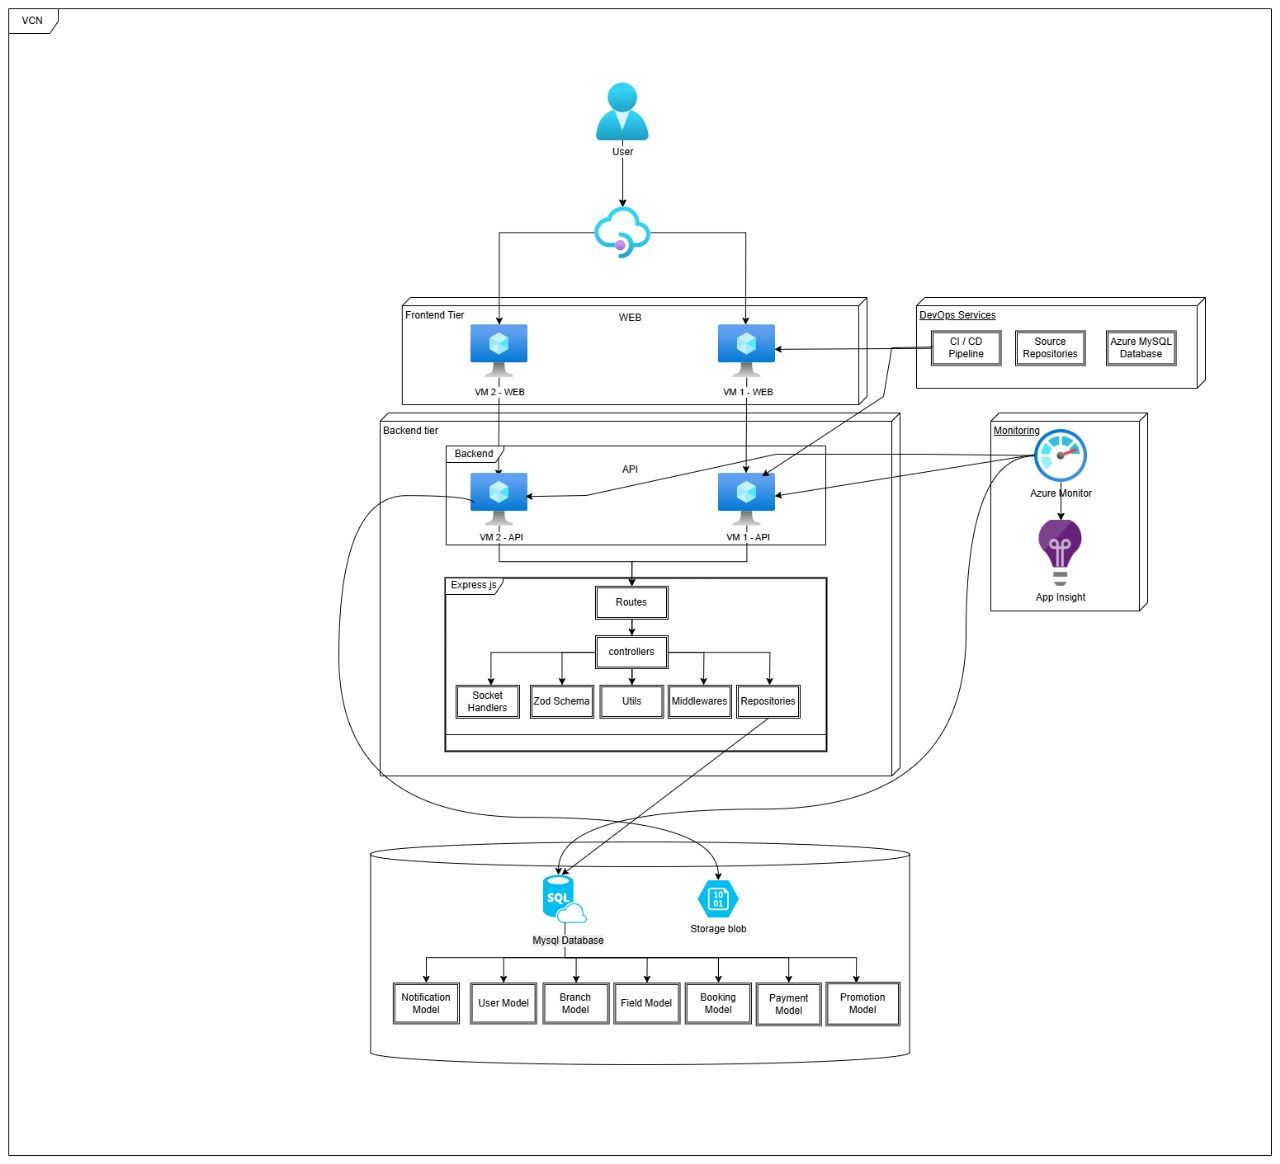 VCN
User
Frontend Tier
WEB
VM 2 - WEB
VM 1 - WEB
DevOps Services
CI / CD
Pipeline
Source
Repositories
Azure MySQL
Database
Backend tier
Backend
API
VM 2 - API
VM 1 - API
Monitoring
Azure Monitor
App Insight
Express.js
Routes
controllers
Socket
Handlers
Zod Schema
Utils
Middlewares
Repositories
SQL
10
01
Mysql Database
Storage blob
Notification
Model
User Model
Branch
Model
Field Model
Booking
Model
Payment
Model
Promotion
Model